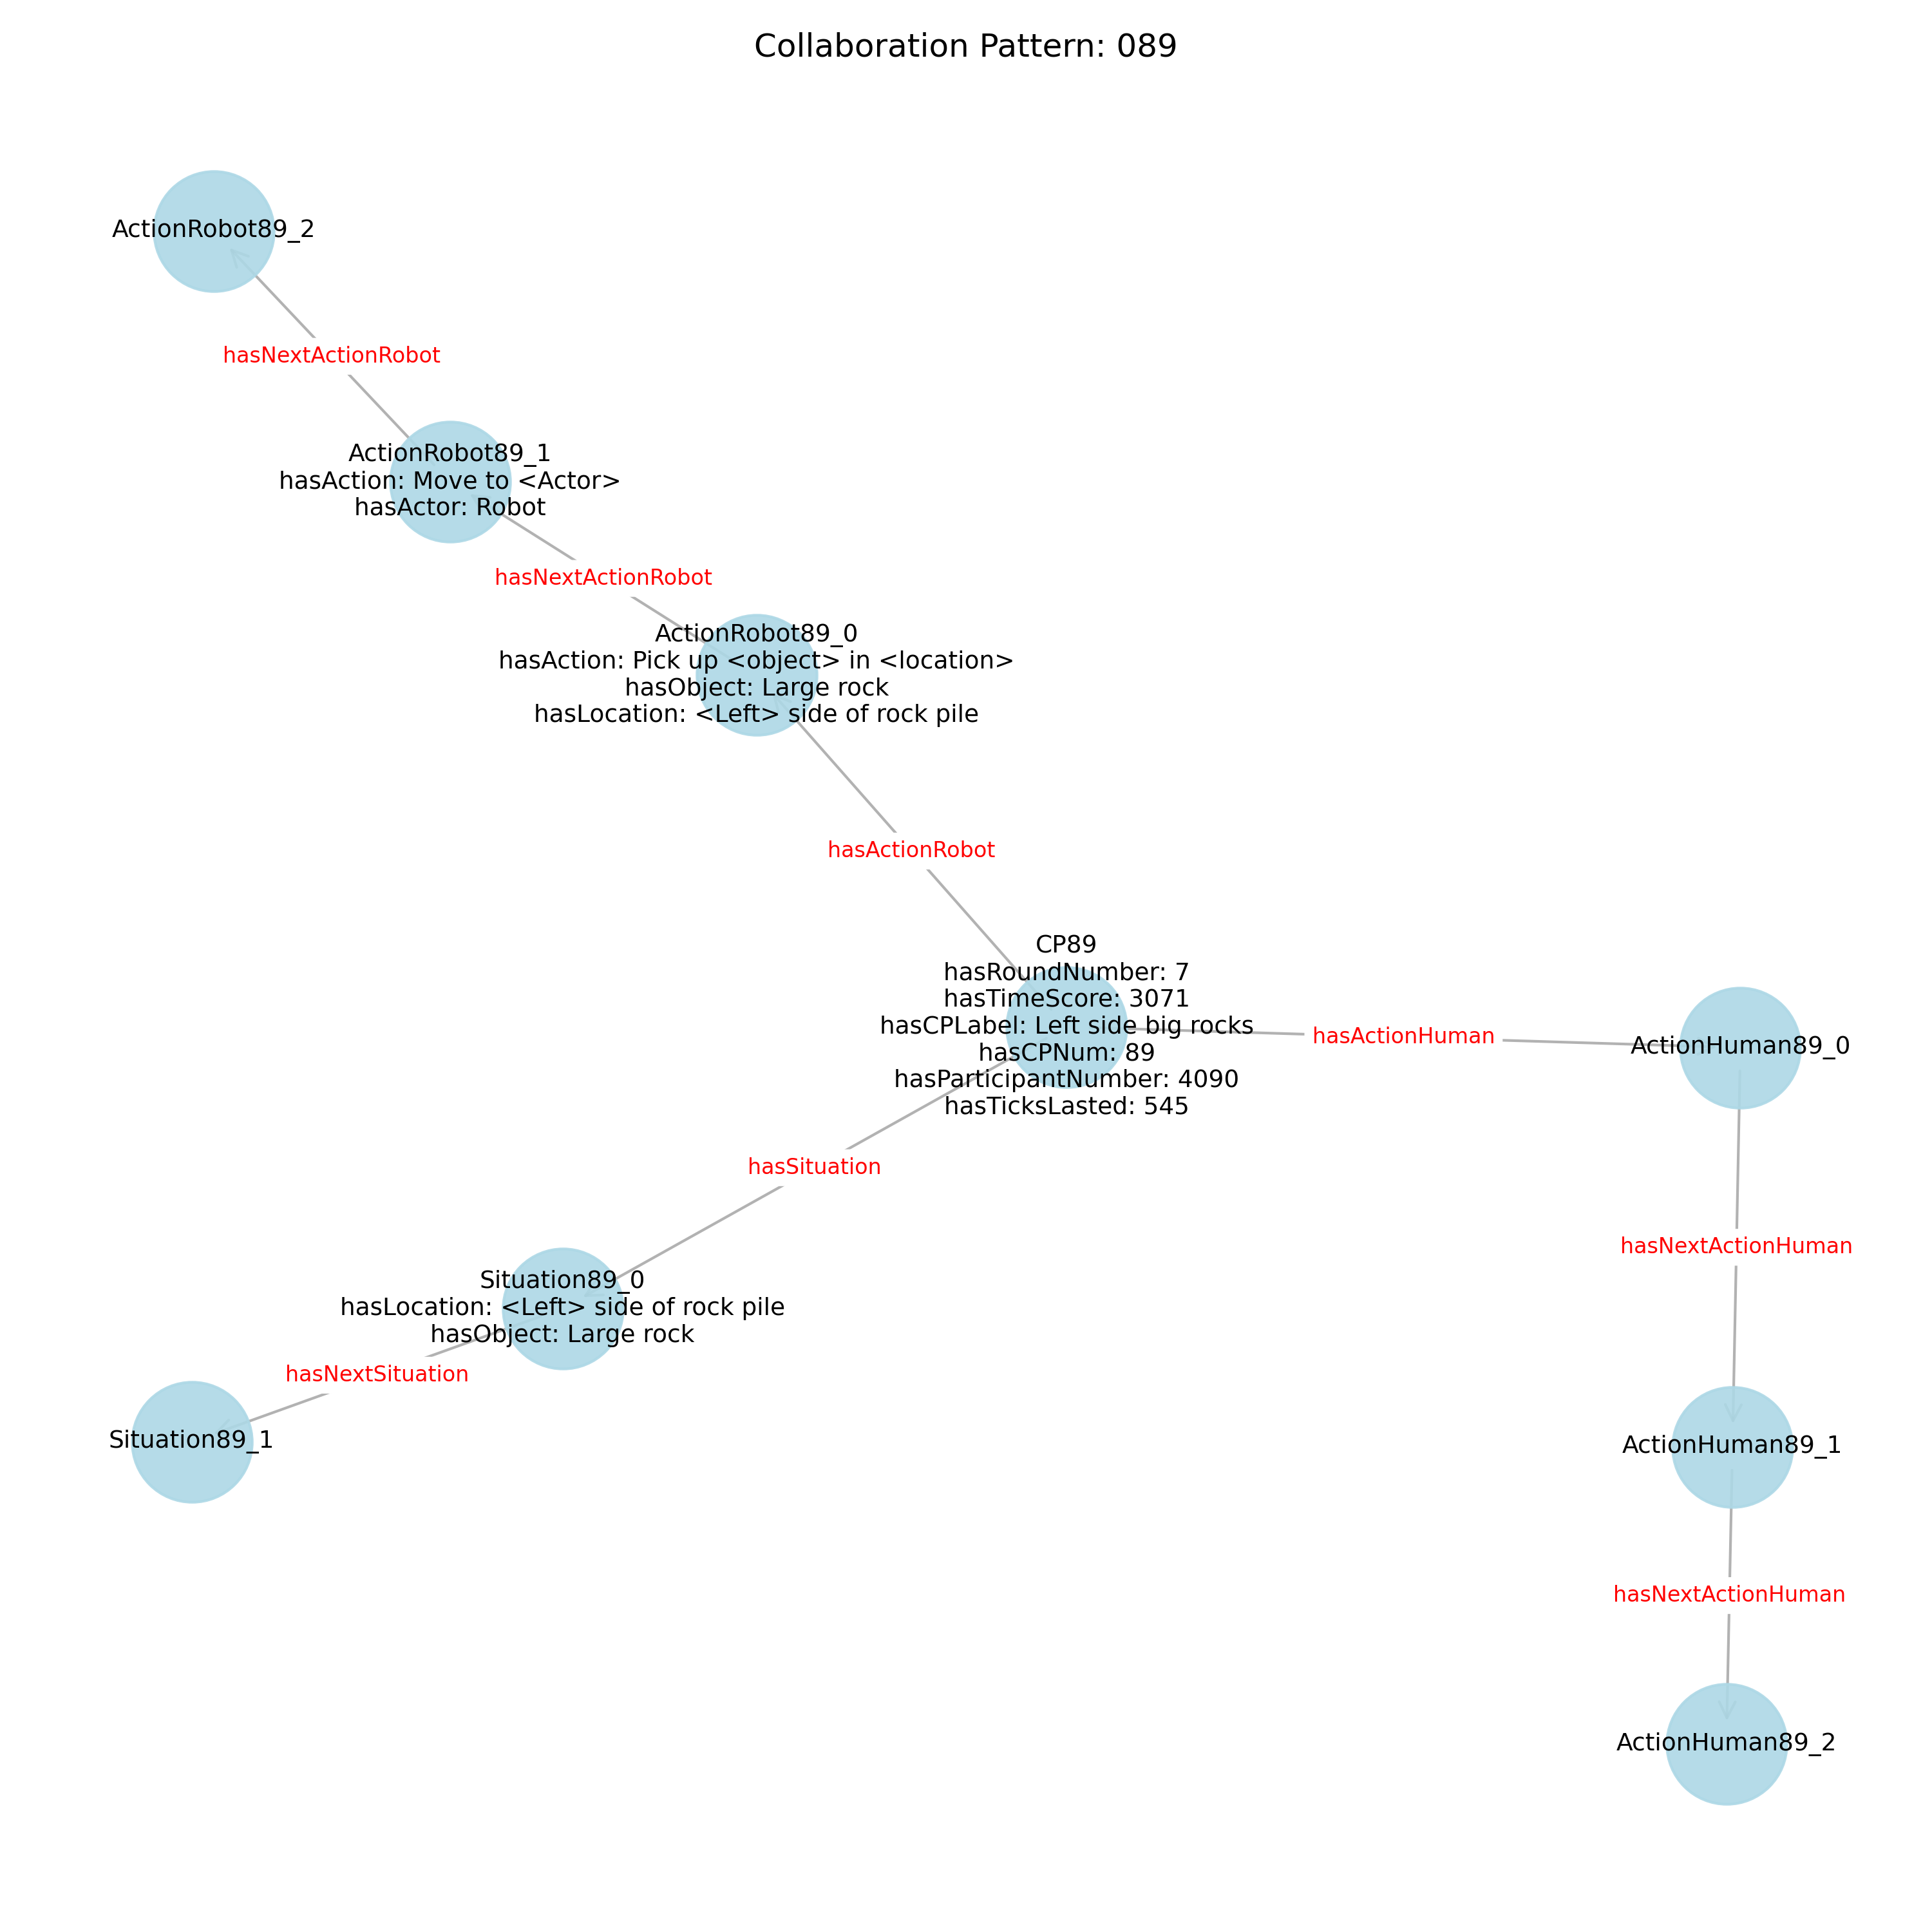 Collaboration Pattern: 089
ActionRobot89_2
hasNextActionRobot
ActionRobot89_1
hasAction: Move to <Actor>
hasActor: Robot
hasNextActionRobot
ActionRobot89_0
hasAction: Pick up <object> in <location>
hasObject: Large rock
hasLocation: <Left> side of rock pile
hasActionRobot
CP89
hasRoundNumber: 7
hasTimeScore: 3071
hasCPLabel: Left side big rocks
hasCPNum: 89
hasParticipantNumber: 4090
hasTicksLasted: 545
hasActionHuman
ActionHuman89_0
hasSituation
hasNextActionHuman
Situation89_0
hasLocation: <Left> side of rock pile
hasObject: Large rock
hasNextSituation
Situation89_1
ActionHuman89_1
hasNextActionHuman
ActionHuman89_2